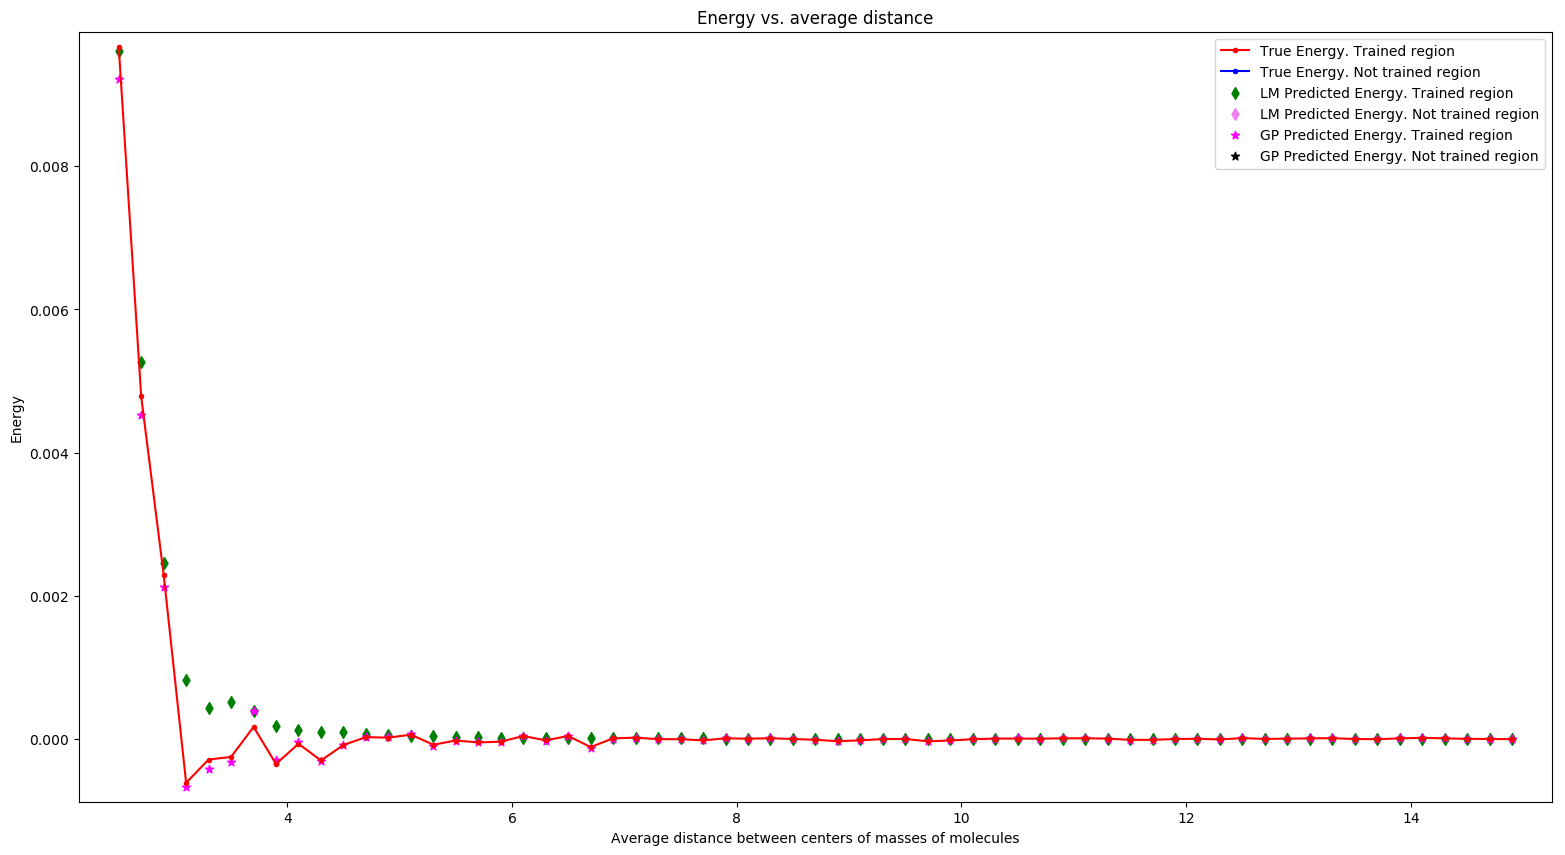 Energy vs. average distance
True Energy. Trained region
True Energy. Not trained region
LM Predicted Energy. Trained region
LM Predicted Energy. Not trained region
GP Predicted Energy. Trained region
GP Predicted Energy. Not trained region
0.008
0.006
0.004
0.002
0.000
Energy
4 6 8 10 12 14
Average distance between centers of masses of molecules